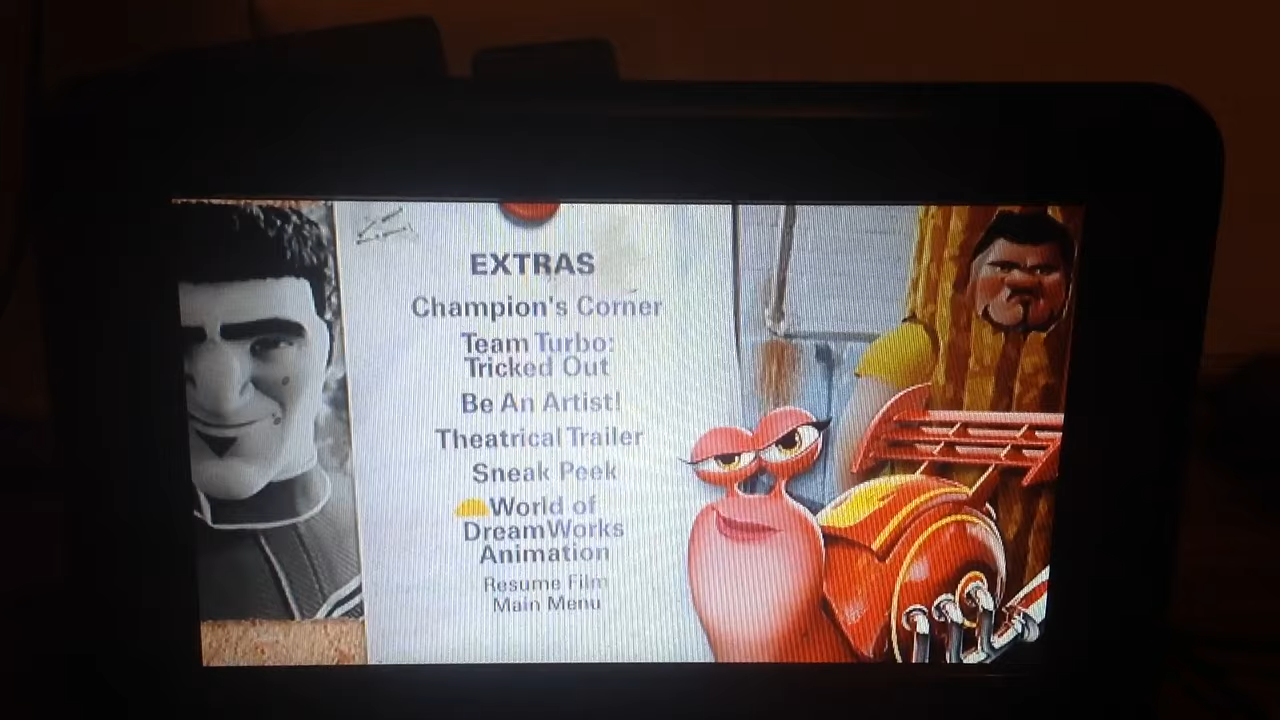 EXTRAS
Champion's Corner
Team Turbo:
Tricked Out
Be An Artist!
Theatrical Trailer
Sneak Peek
World of
DreamWorks
Animation
Resume Film
Main Menu